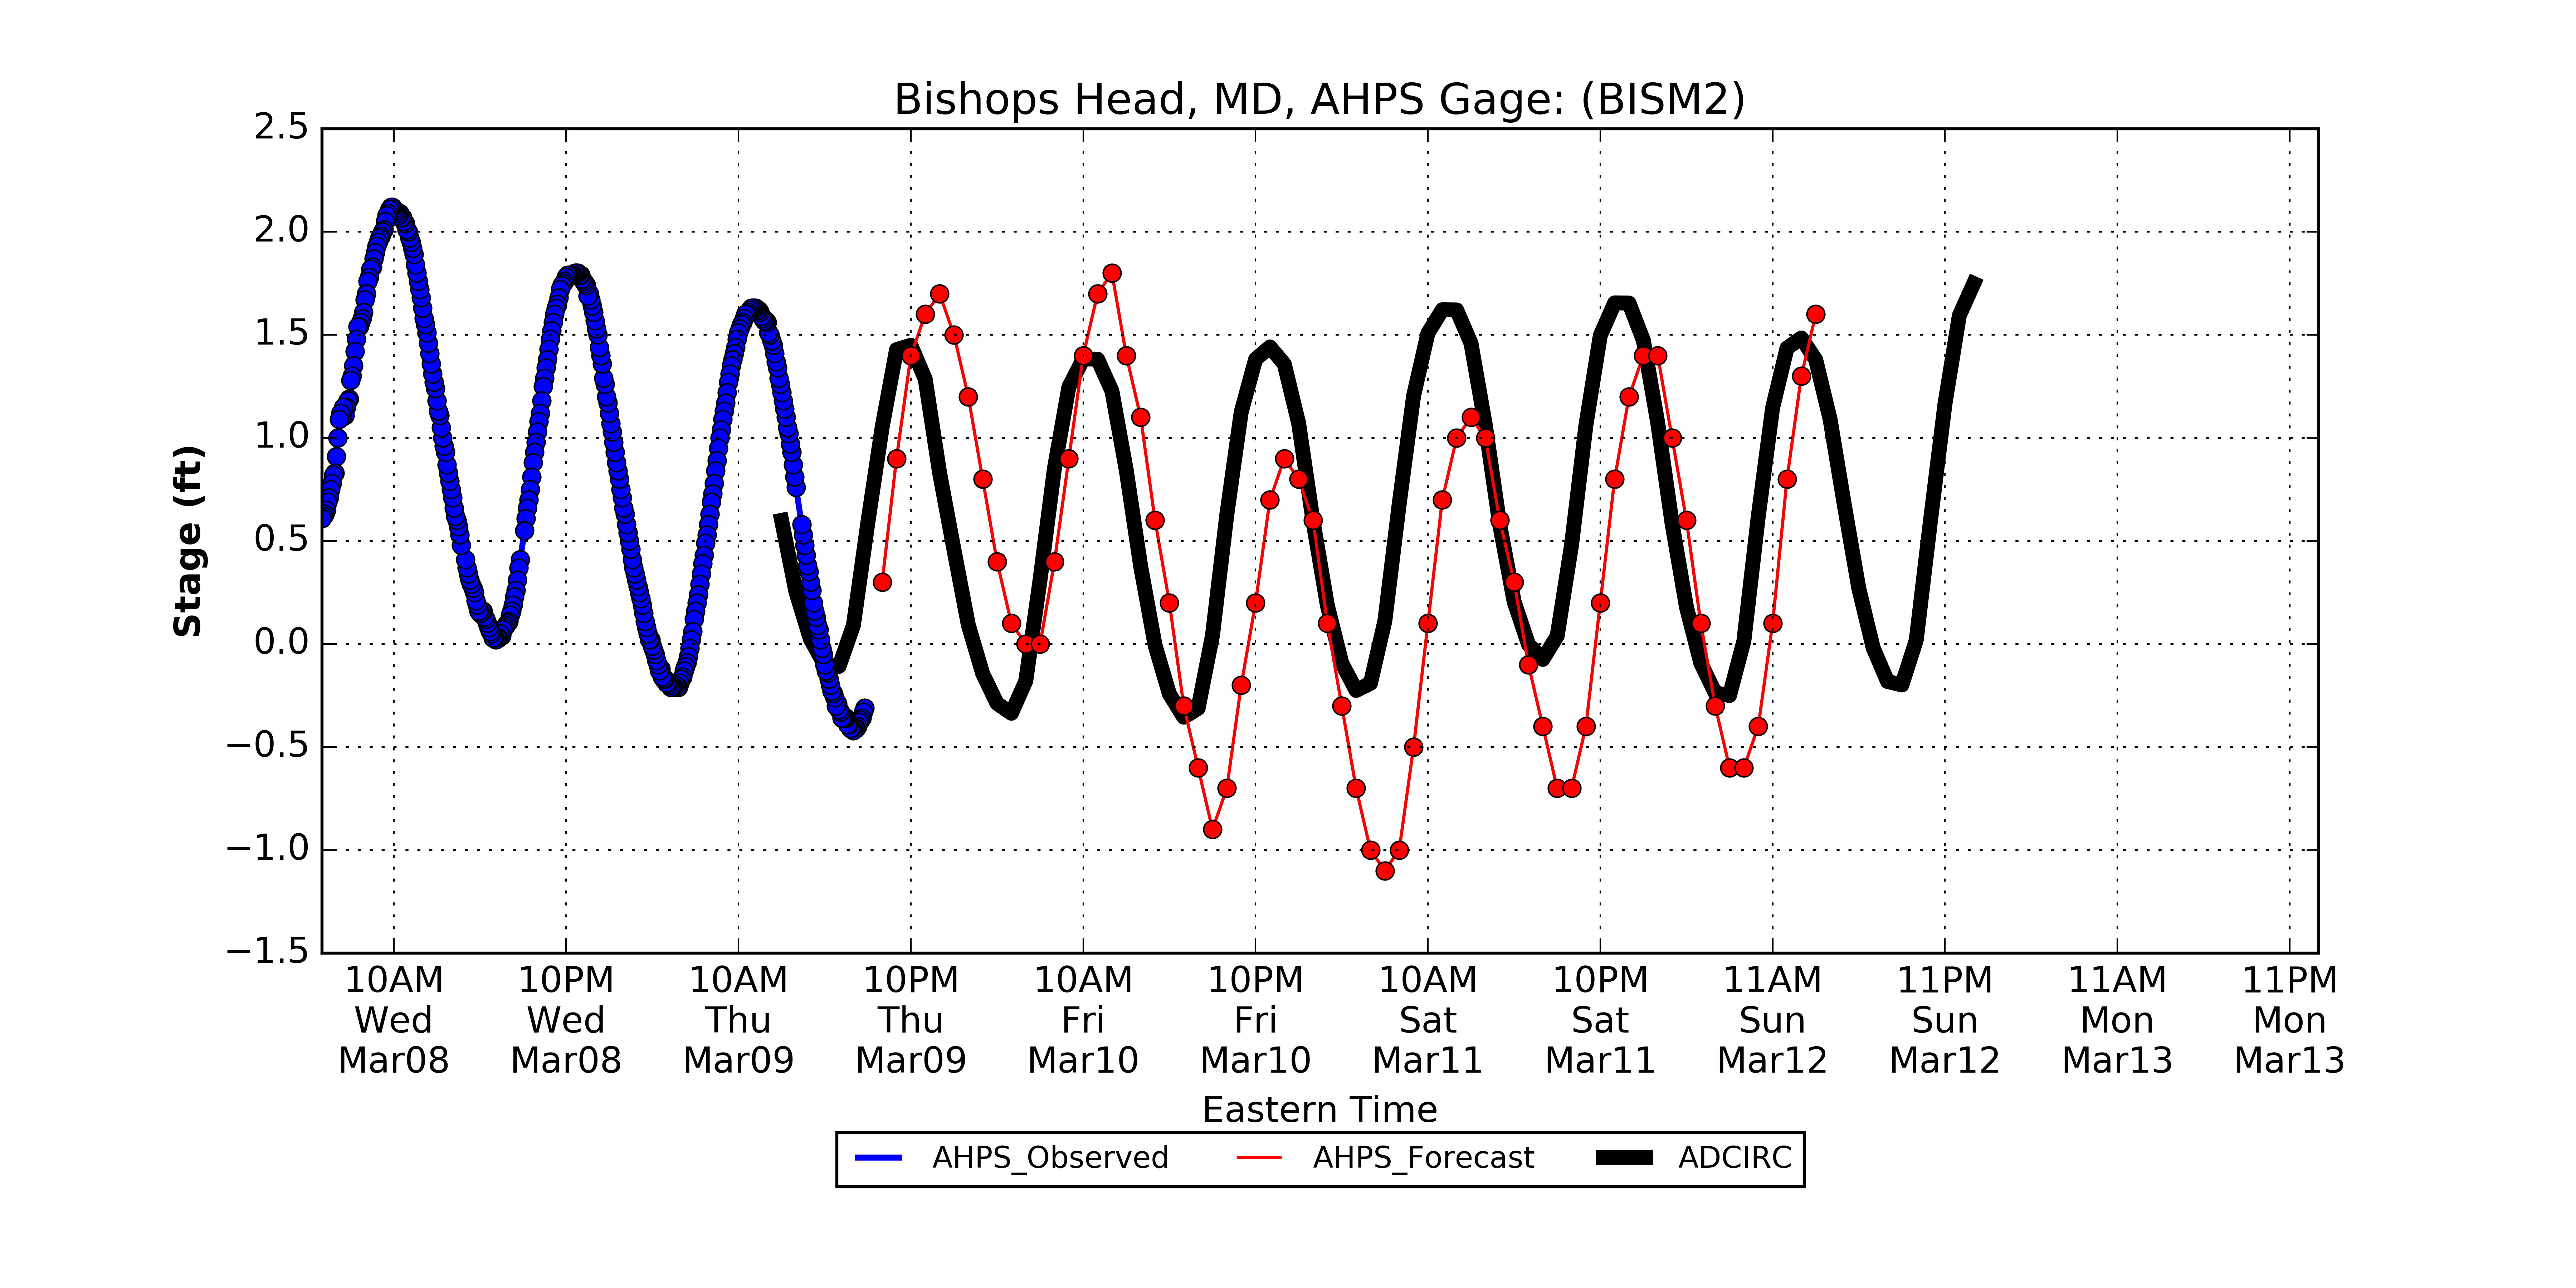 Bishops Head, MD, AHPS Gage: (BISM2)
Stage (ft)
2.5
2.0
1.5
1.0
0.5
0.0
−0.5
−1.0
−1.5
10AM 10PM 10AM 10PM 10AM 10PM 10AM 10PM 11AM 11PM 11AM 11PM
Wed Wed Thu Thu Fri Fri Sat Sat Sun Sun Mon Mon
Mar08 Mar08 Mar09 Mar09 Mar10 Mar10 Mar11 Mar11 Mar12 Mar12 Mar13 Mar13
Eastern Time
AHPS_Observed AHPS_Forecast ADCIRC